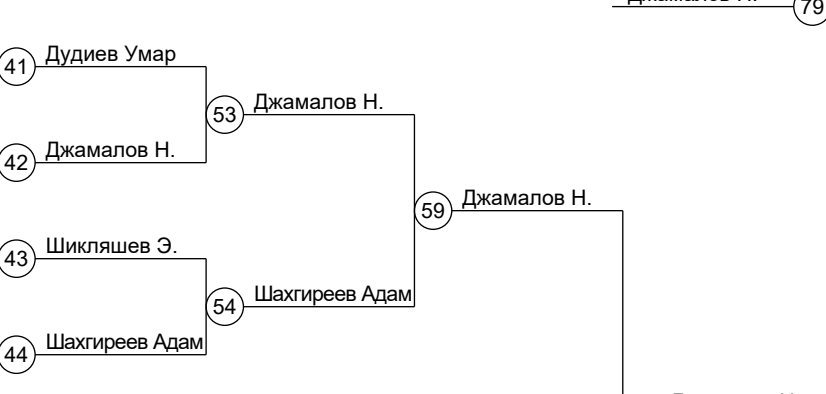 79
41 Дудиев Умар
53 Джамалов Н.
42 Джамалов Н.
59 Джамалов Н.
43 Шикляшев Э.
54 Шахгиреев Адам
44 Шахгиреев Адам